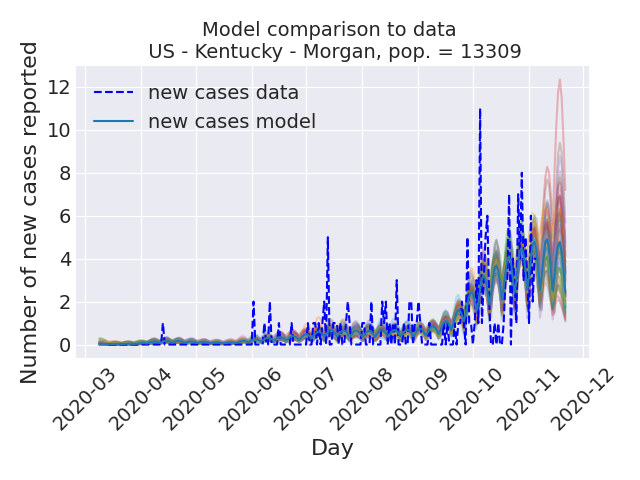 Model comparison to data
US - Kentucky - Morgan, pop. = 13309
Number of new cases reported
12
10
8
6
4
2
0
new cases data
new cases model
2020-03
2020-04
2020-05
2020-06
2020-07
2020-08
2020-09
2020-10
2020-11
2020-12
Day